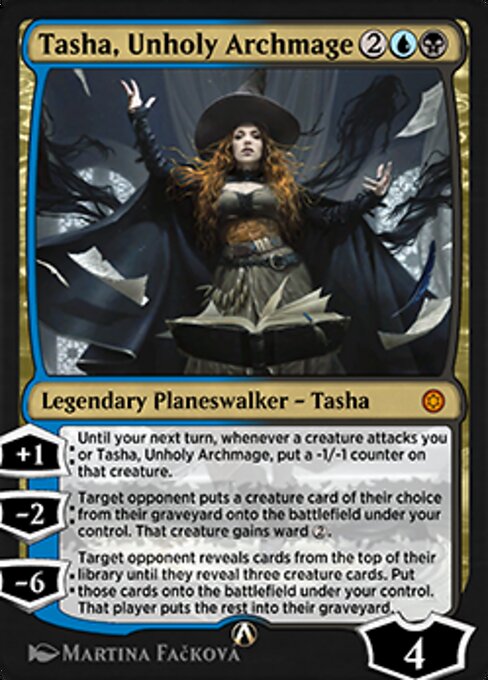 Tasha, Unholy Archmage 2
Legendary Planeswalker – Tasha
+1
Until your next turn, whenever a creature attacks you
or Tasha, Unholy Archmage, put a -1/-1 counter on
that creature.
-2
Target opponent puts a creature card of their choice
from their graveyard onto the battlefield under your
control. That creature gains ward 2.
-6
Target opponent reveals cards from the top of their
library until they reveal three creature cards. Put
those cards onto the battlefield under your control.
That player puts the rest into their graveyard.
4
Martina Fačková